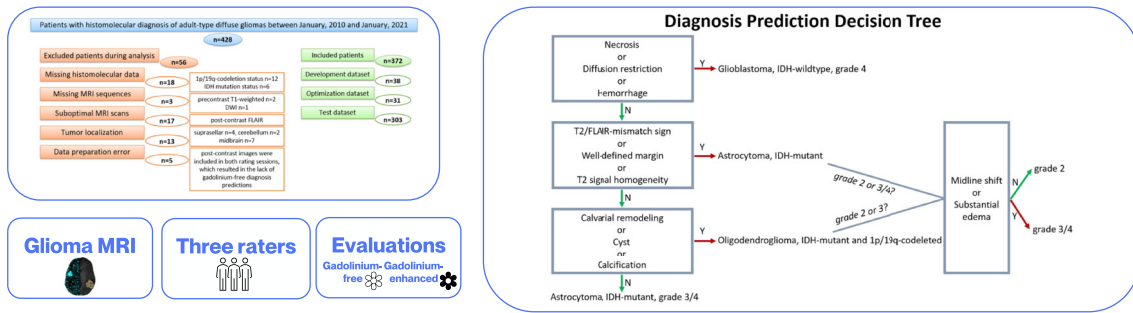 Patients with histomolecular diagnosis of adult-type diffuse gliomas between January, 2010 and January, 2021
n=428
Excluded patients during analysis
n=56
Missing histomolecular data
n=18
1p/19q-codeletion status n=12
IDH mutation status n=6
Missing MRI sequences
n=3
precontrast T1-weighted n=2
DWI n=1
Suboptimal MRI scans
n=17
post-contrast FLAIR
Tumor localization
n=13
suprasellar n=4, cerebellum n=2
midbrain n=7
Data preparation error
n=5
post-contrast images were
included in both rating sessions,
which resulted in the lack of
gadolinium-free diagnosis
predictions
Included patients
n=372
Development dataset
n=38
Optimization dataset
n=31
Test dataset
n=303
Glioma MRI
Three raters
Evaluations
Gadolinium-free
Gadolinium-enhanced
Diagnosis Prediction Decision Tree
Necrosis
or
Diffusion restriction
or
Hemorrhage
Y
Glioblastoma, IDH-wildtype, grade 4
N
T2/FLAIR-mismatch sign
or
Well-defined margin
or
T2 signal homogeneity
Y
Astrocytoma, IDH-mutant
grade 2 or 3/4?
N
Calvarial remodeling
or
Cyst
or
Calcification
Y
Oligodendroglioma, IDH-mutant and 1p/19q-codeleted
grade 2 or 3?
N
Astrocytoma, IDH-mutant, grade 3/4
Midline shift
or
Substantial
edema
N
grade 2
Y
grade 3/4